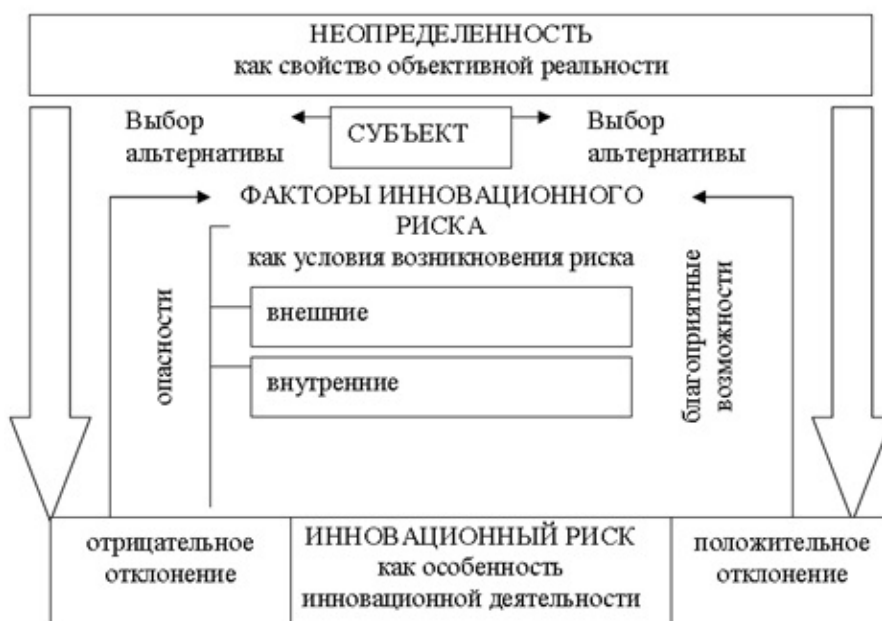 НЕОПРЕДЕЛЕННОСТЬ
как свойство объективной реальности
Выбор
альтернативы
СУБЪЕКТ
Выбор
альтернативы
ФАКТОРЫ ИННОВАЦИОННОГО
РИСКА
как условия возникновения риска
опасности
внешние
внутренние
благоприятные
возможности
отрицательное
отклонение
ИННОВАЦИОННЫЙ РИСК
как особенность
инновационной деятельности
положительное
отклонение